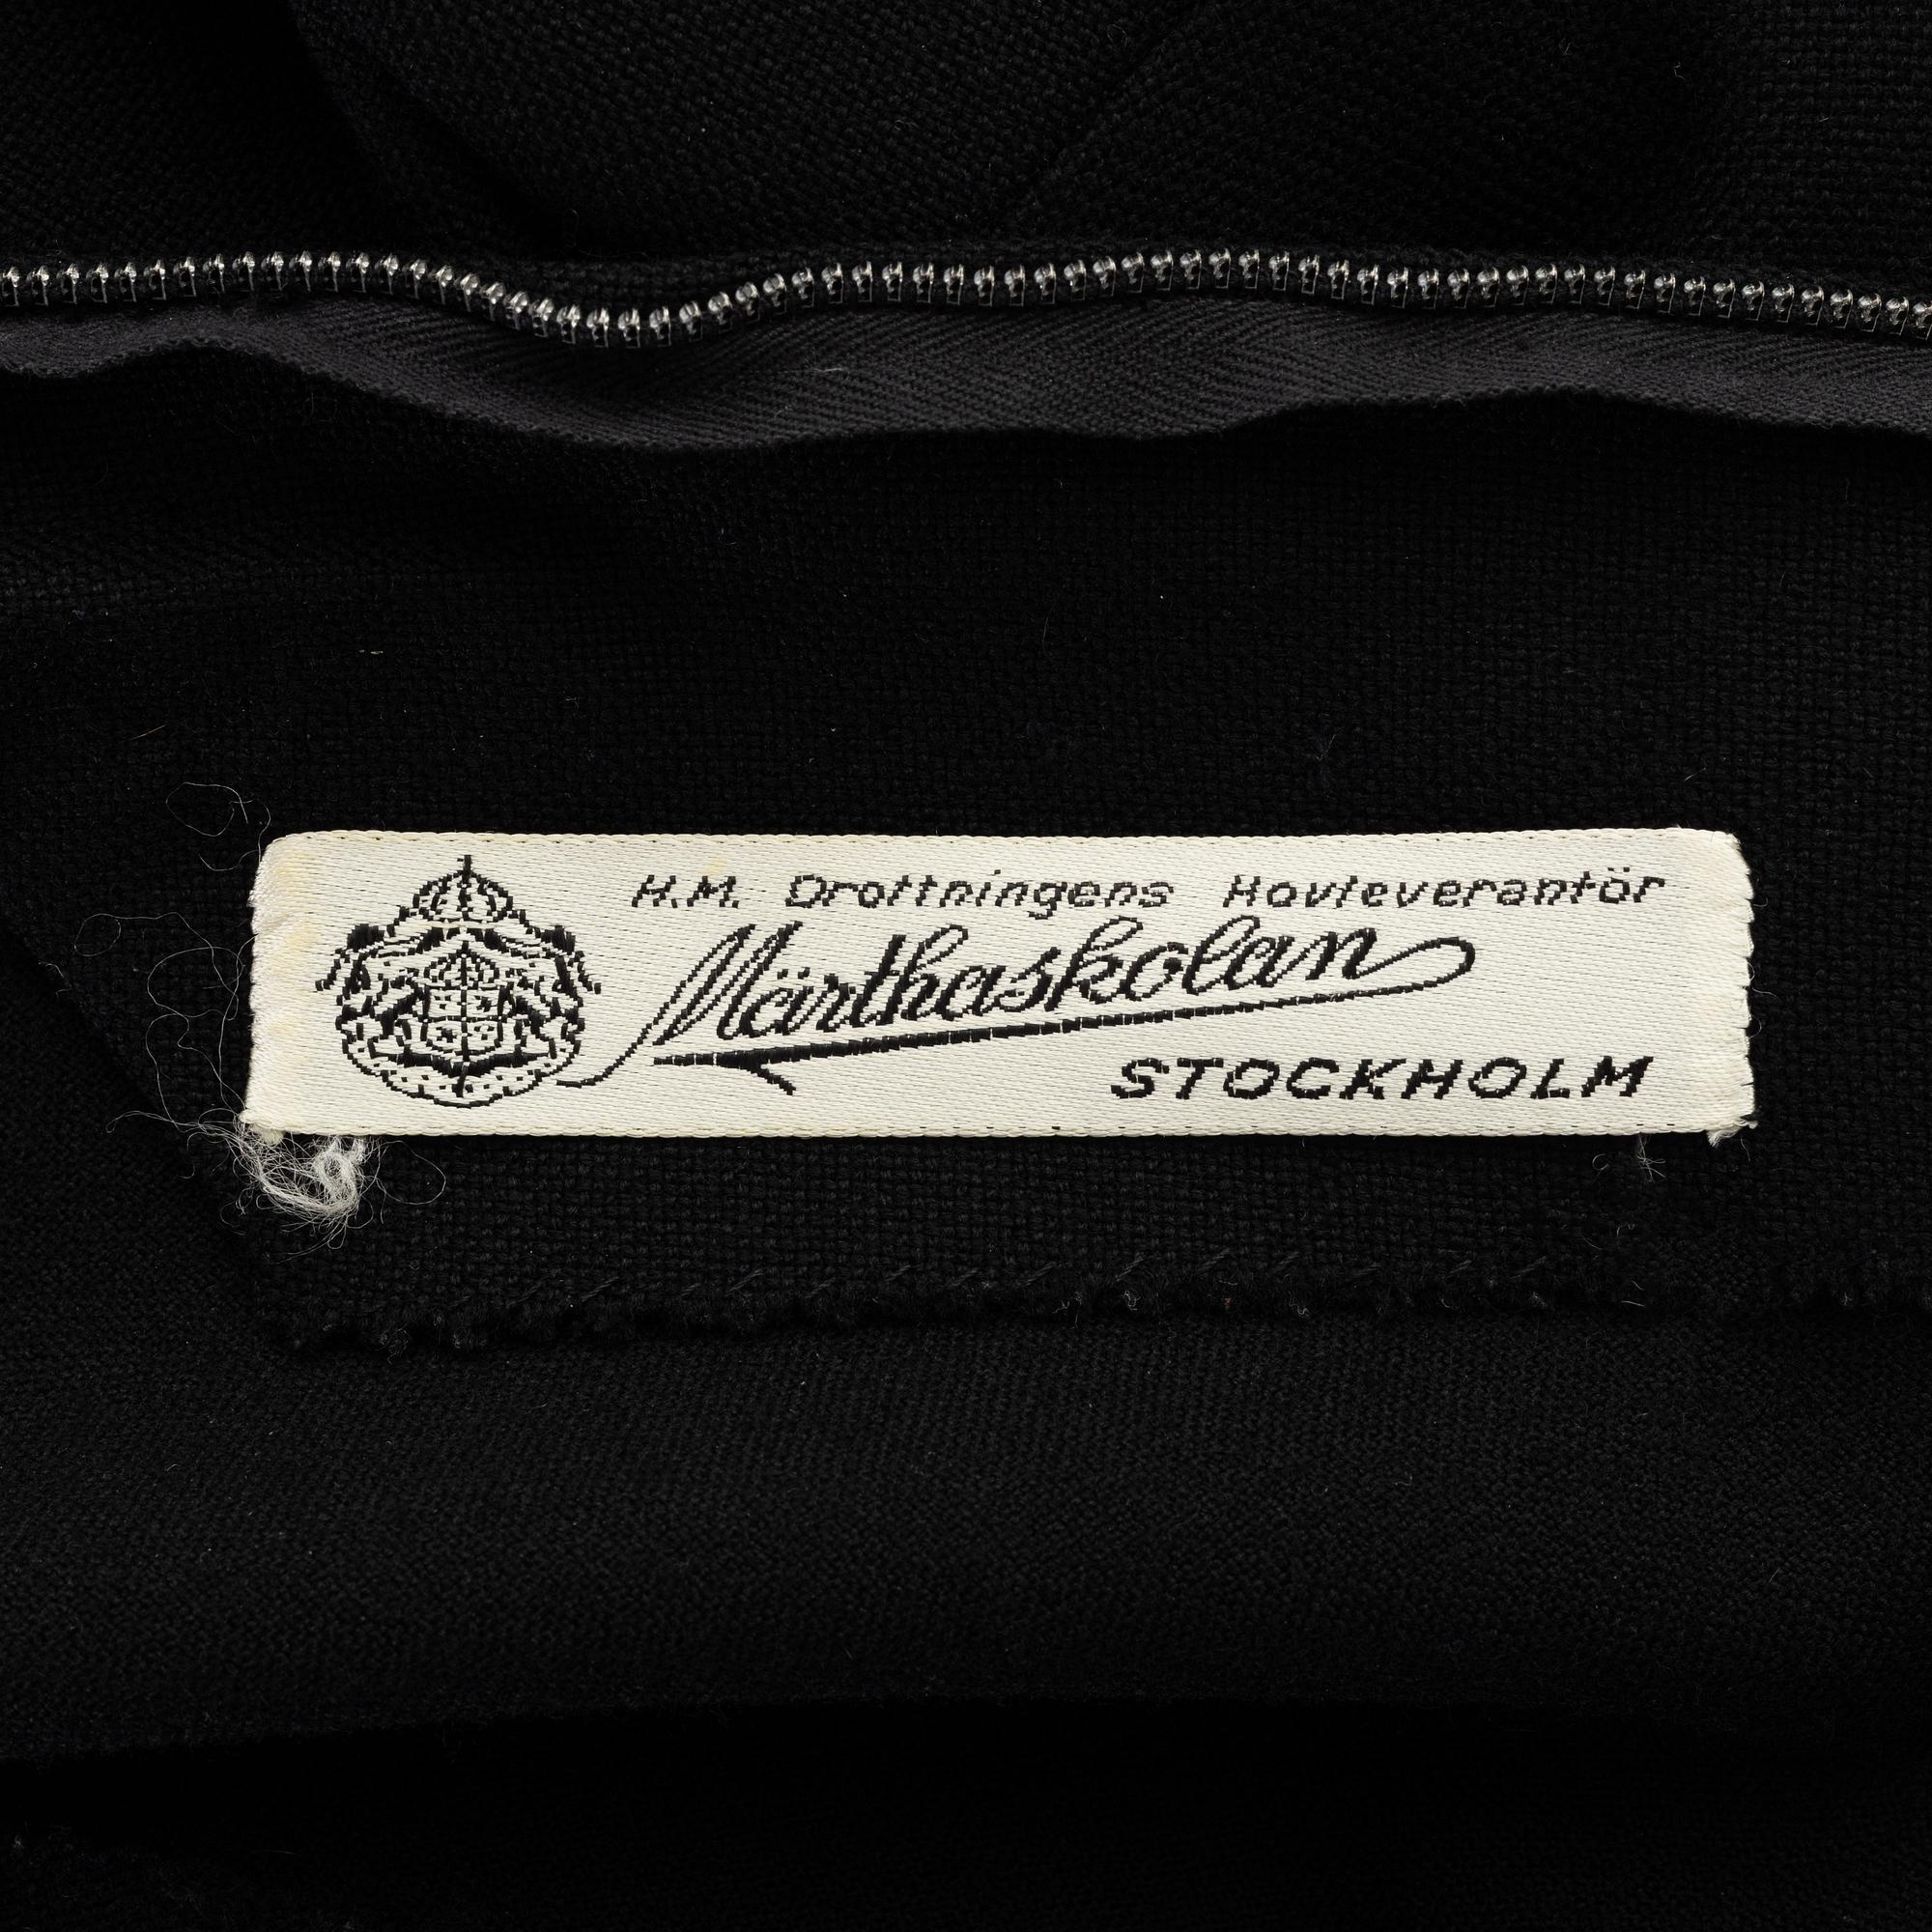 H.M. Drottningens Hovleverantör
Märthaskolan
STOCKHOLM